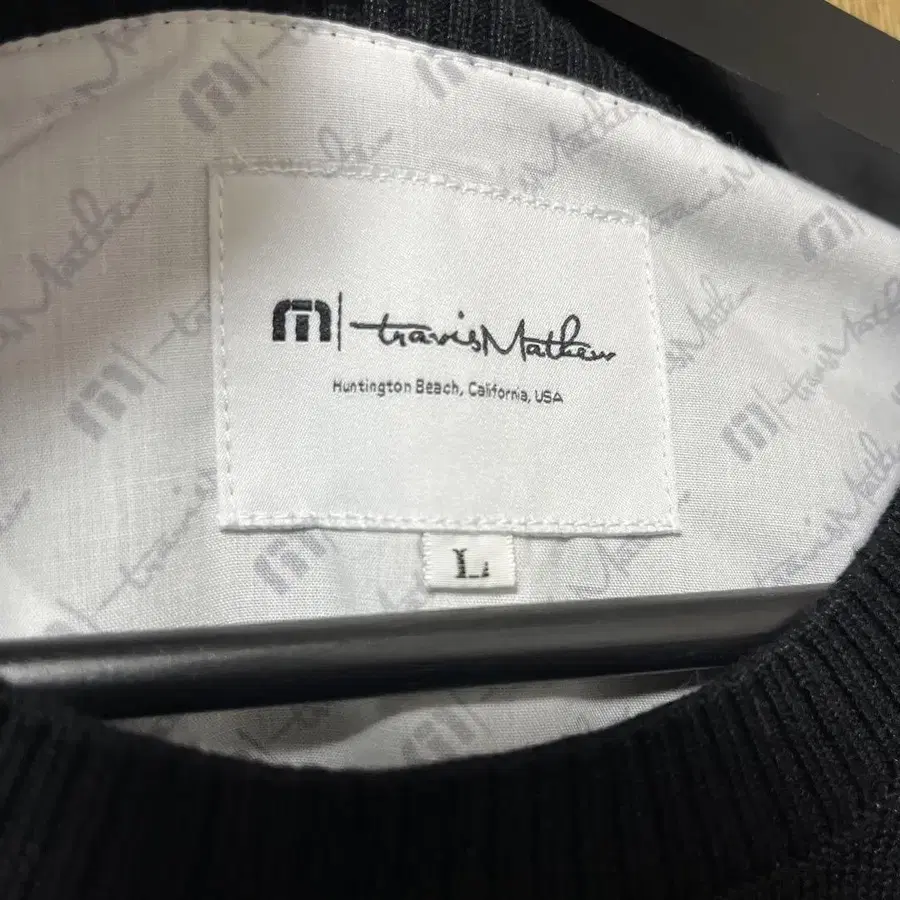 travisMathew
Huntington Beach, California, USA
L